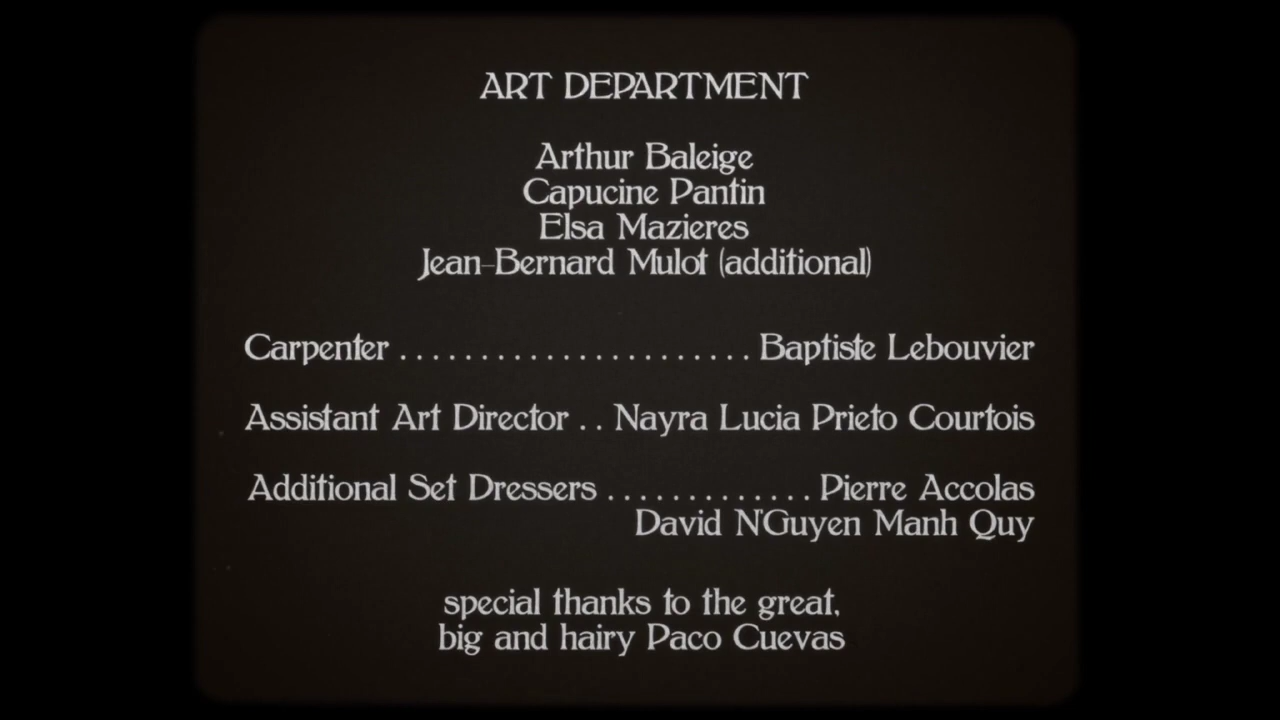 ART DEPARTMENT
Arthur Baleige
Capucine Pantin
Elsa Mazieres
Jean-Bernard Mulot (additional)
Carpenter . . . . . . . . . . . . . . . . . . . . . . Baptiste Lebouvier
Assistant Art Director . . Nayra Lucia Prieto Courtois
Additional Set Dressers . . . . . . . . . . . . . Pierre Accolas
David N'Guyen Manh Quy
special thanks to the great,
big and hairy Paco Cuevas